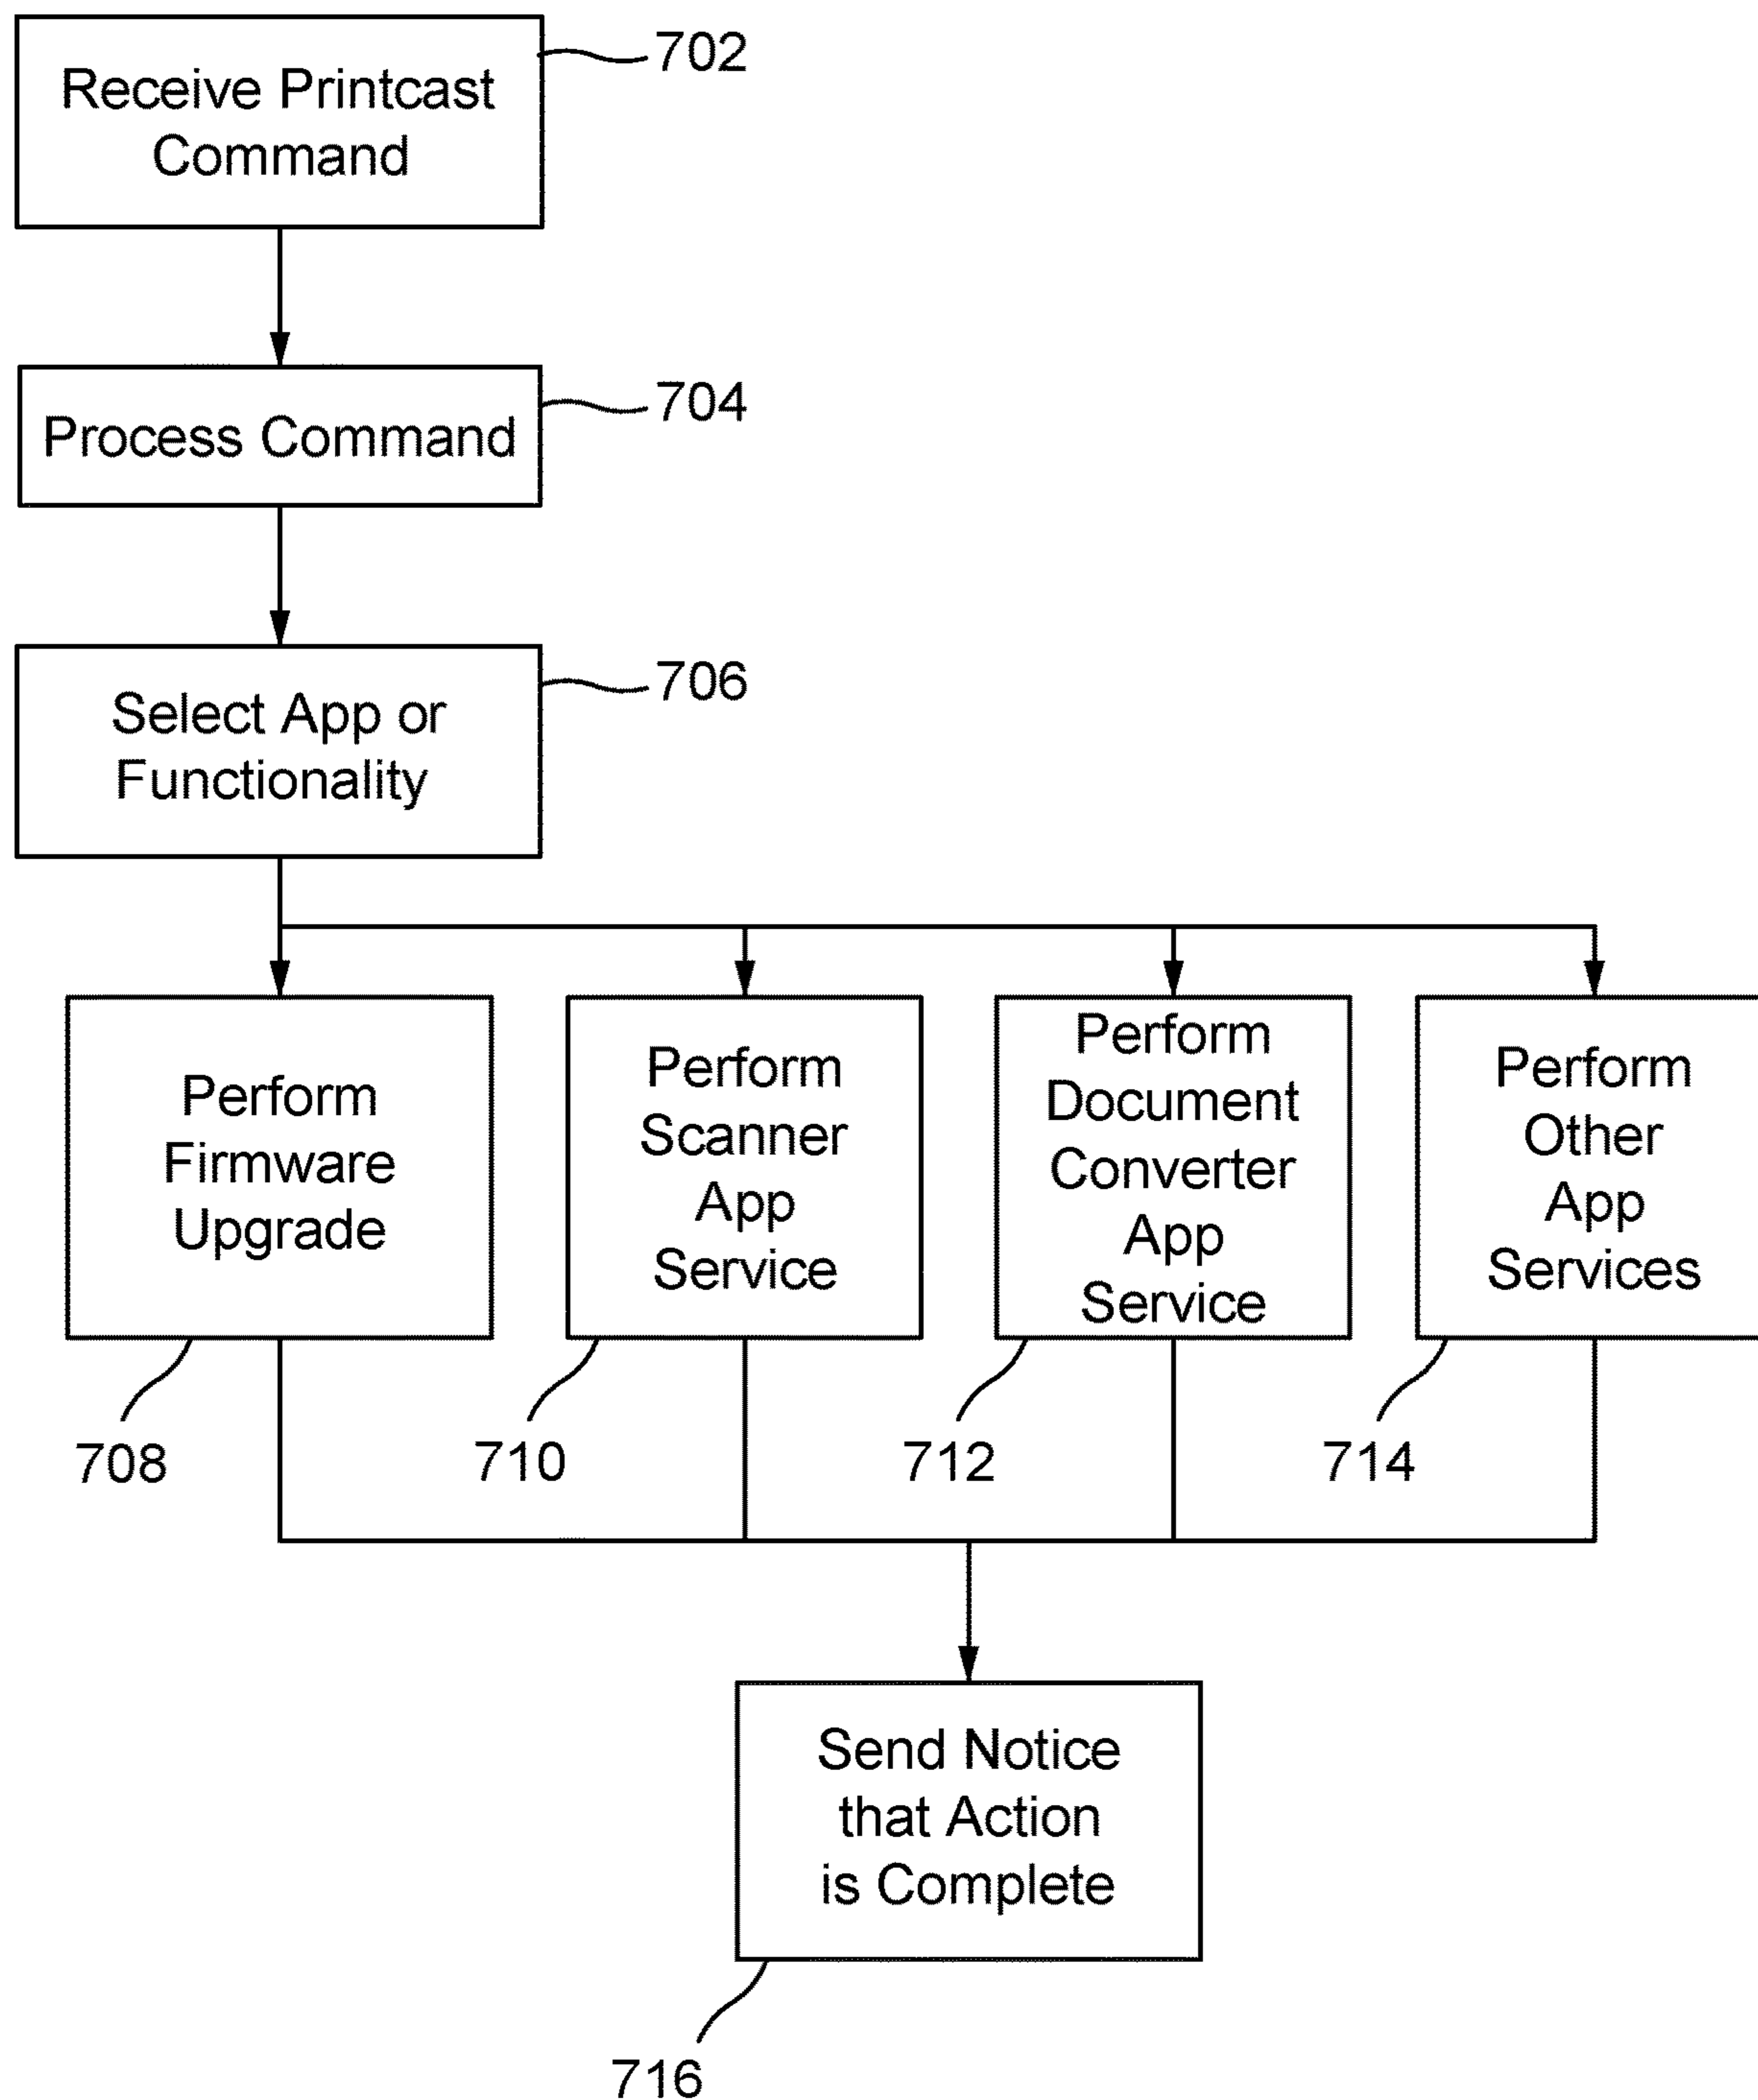 Receive Printcast
Command
702
Process Command
704
Select App or
Functionality
706
Perform
Firmware
Upgrade
708
Perform
Scanner
App
Service
710
Perform
Document
Converter
App
Service
712
Perform
Other
App
Services
714
Send Notice
that Action
is Complete
716